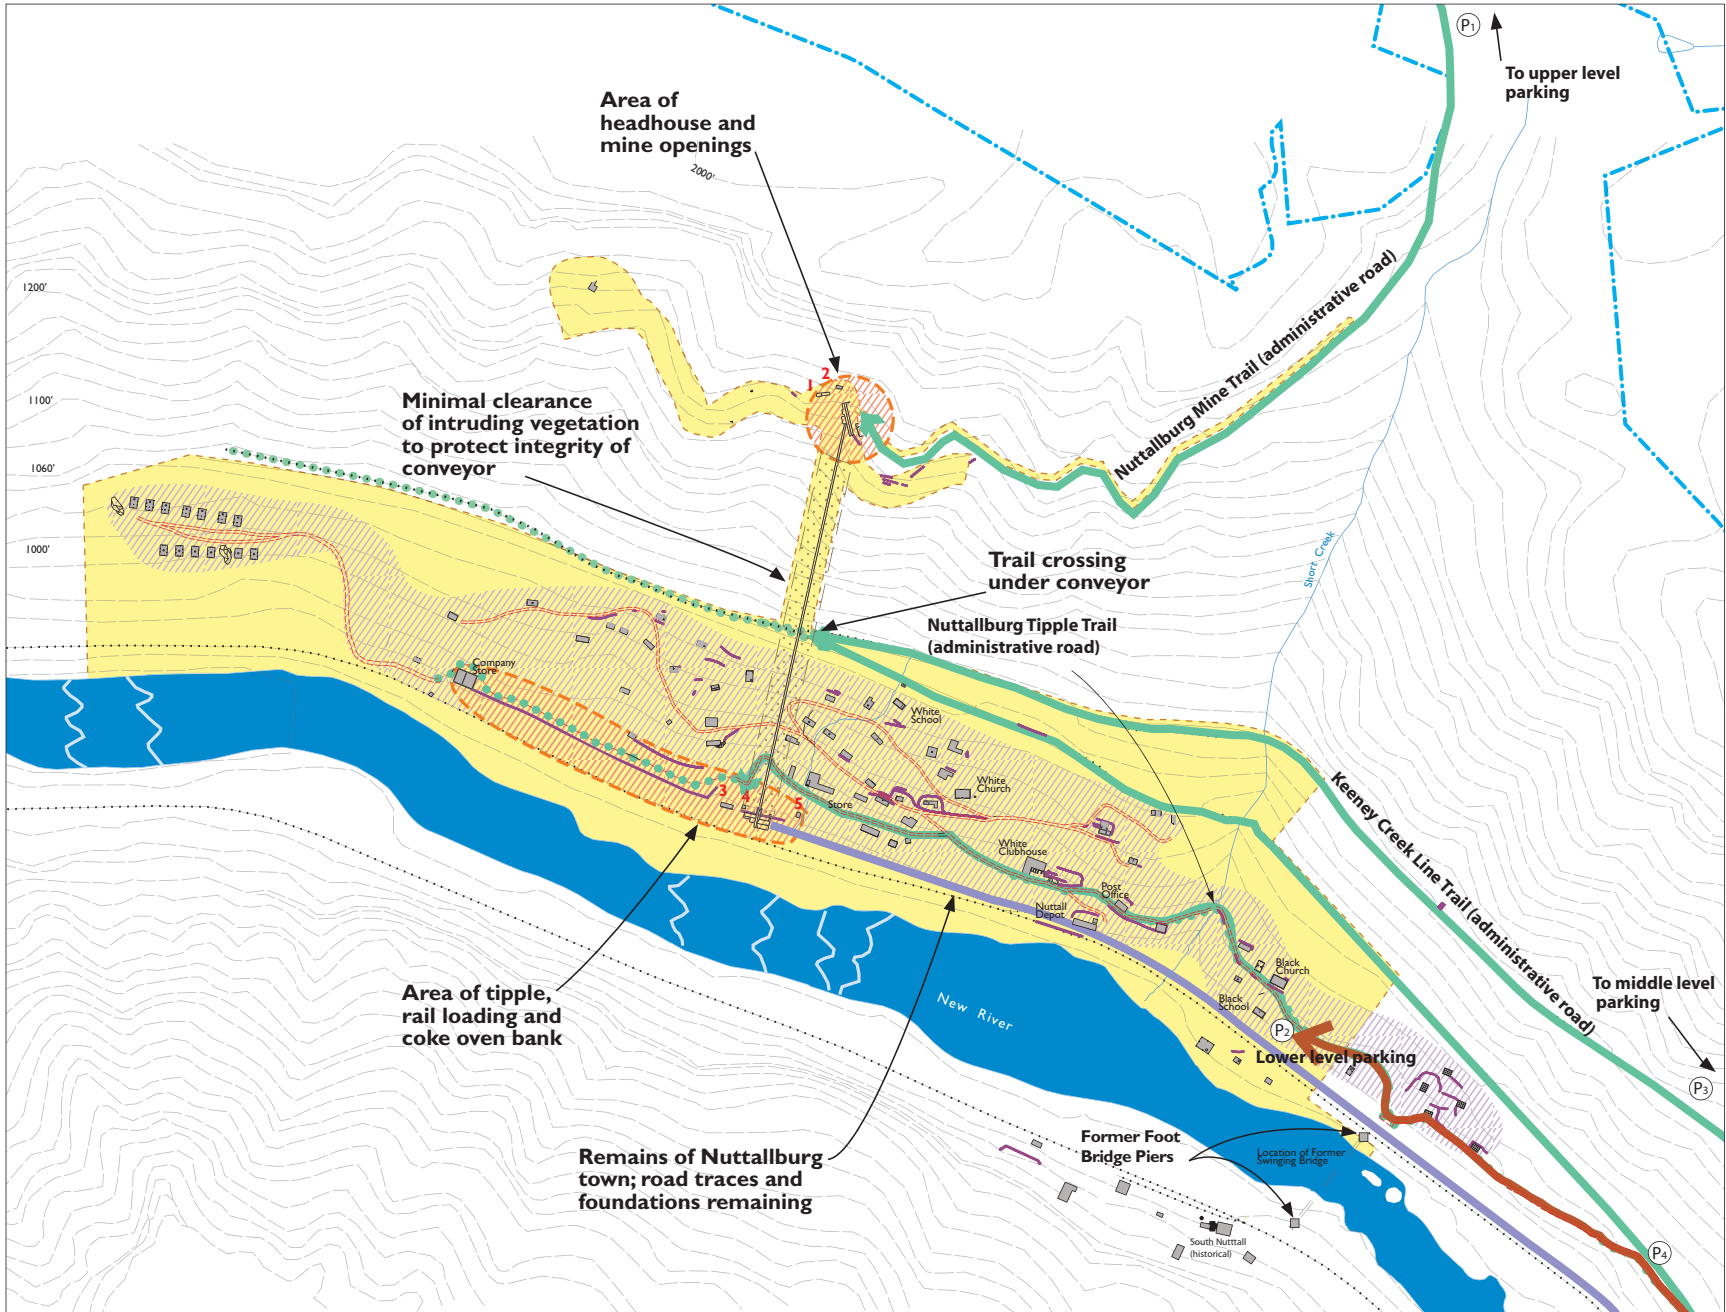 P1
To upper level
parking
Area of
headhouse and
mine openings
2000'
1200'
1100'
1060'
1000'
Nuttallburg Mine Trail (administrative road)
1
2
Minimal clearance
of intruding vegetation
to protect integrity of
conveyor
Short Creek
Trail crossing
under conveyor
Nuttallburg Tipple Trail
(administrative road)
Company
Store
White
School
White
Church
3
4
5
Store
Keeney Creek Line Trail (administrative road)
White
Clubhouse
Post
Office
Nuttall
Depot
Black
Church
Black
School
To middle level
parking
P2
Lower level parking
P3
Area of tipple,
rail loading and
coke oven bank
New River
Remains of Nuttallburg
town; road traces and
foundations remaining
Former Foot
Bridge Piers
Location of Former
Swinging Bridge
South Nutttall
(historical)
P4